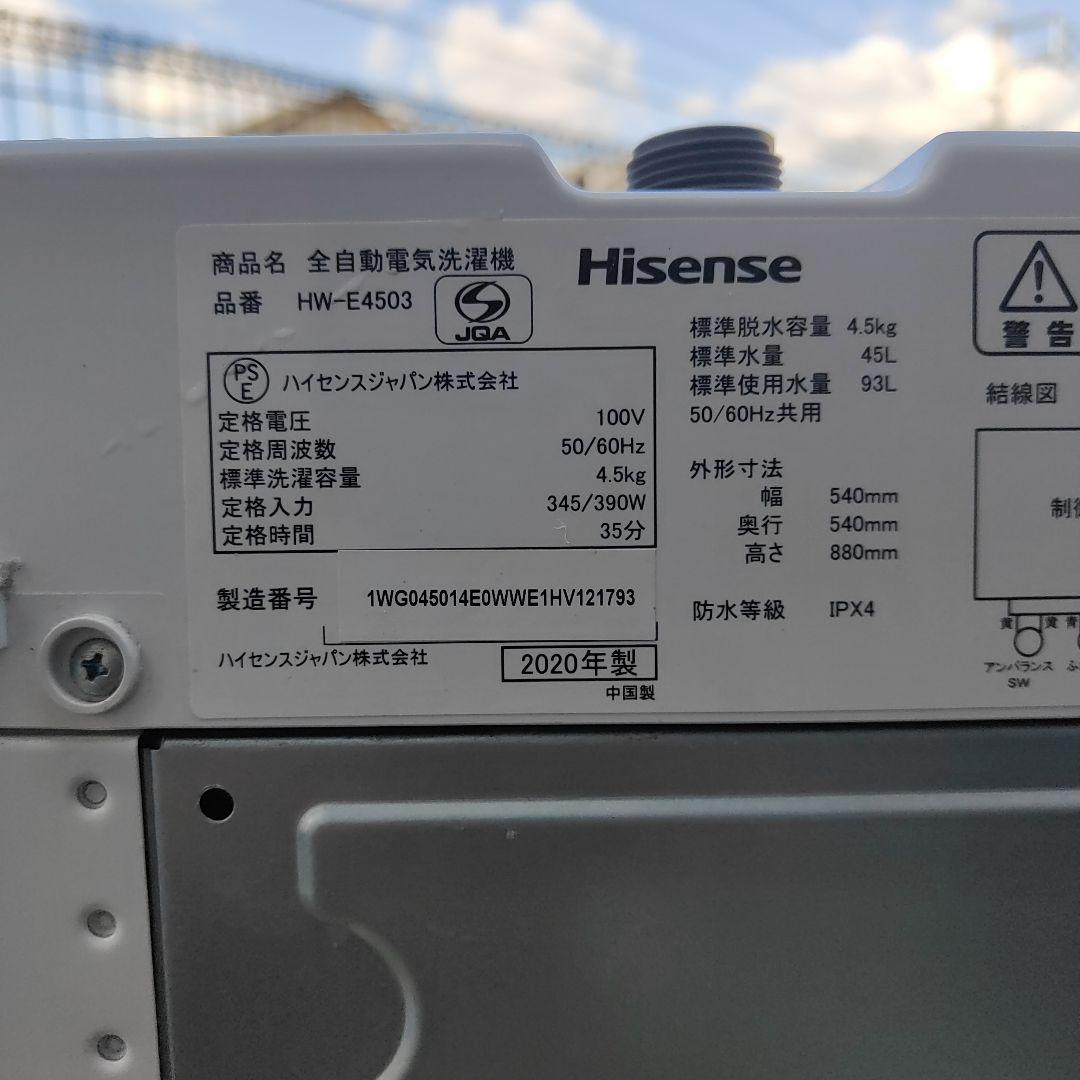 商品名 全自動電気洗濯機
品番 HW-E4503
JQA
Hisense
PS
E
ハイセンスジャパン株式会社
定格電圧 100V
定格周波数 50/60Hz
標準洗濯容量 4.5kg
定格入力 345/390W
定格時間 35分
製造番号 1WG045014E0WWE1HV121793
ハイセンスジャパン株式会社
2020年製
中国製
標準脱水容量 4.5kg
標準水量 45L
標準使用水量 93L
50/60Hz共用
外形寸法
幅 540mm
奥行 540mm
高さ 880mm
防水等級 IPX4
警告
結線図
制御
黄 黄 青
アンバランス ふ
SW